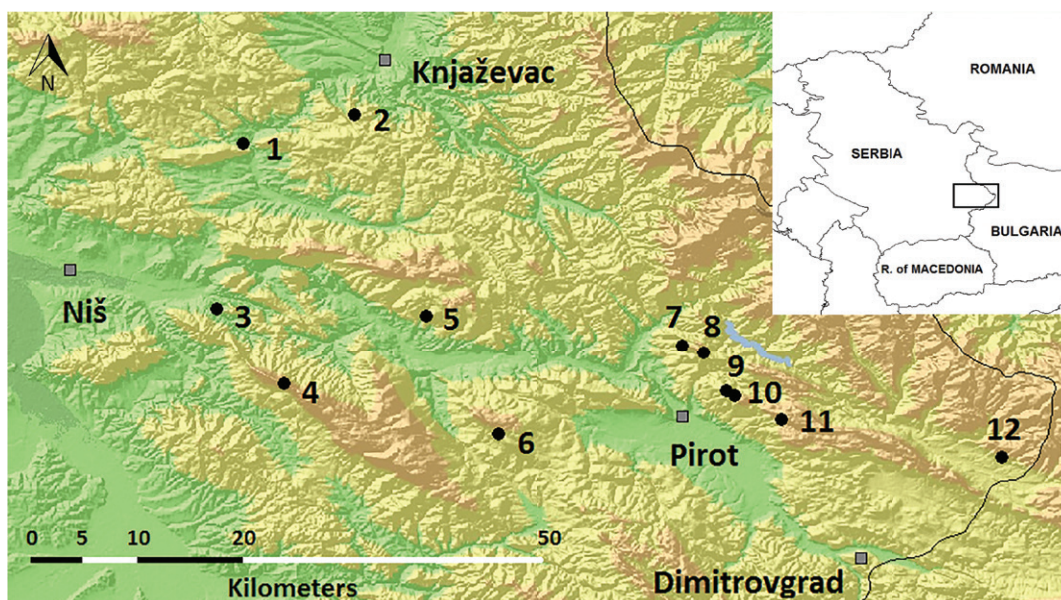 N
Knjaževac
ROMANIA
2
1
SERBIA
BULGARIA
R. of MACEDONIA
Niš
3
5
7
8
4
9
10
11
6
Pirot
12
0 5 10 20 50
Kilometers
Dimitrovgrad